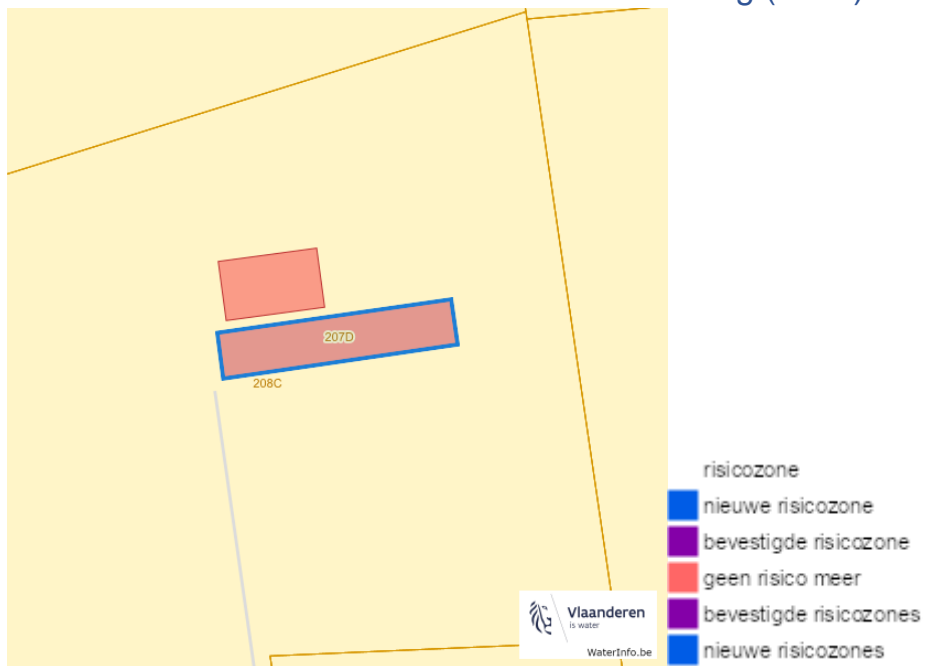 207D
208C
risicozone
nieuwe risicozone
bevestigde risicozone
geen risico meer
bevestigde risicozones
nieuwe risicozones
Vlaanderen
is water
WaterInfo.be